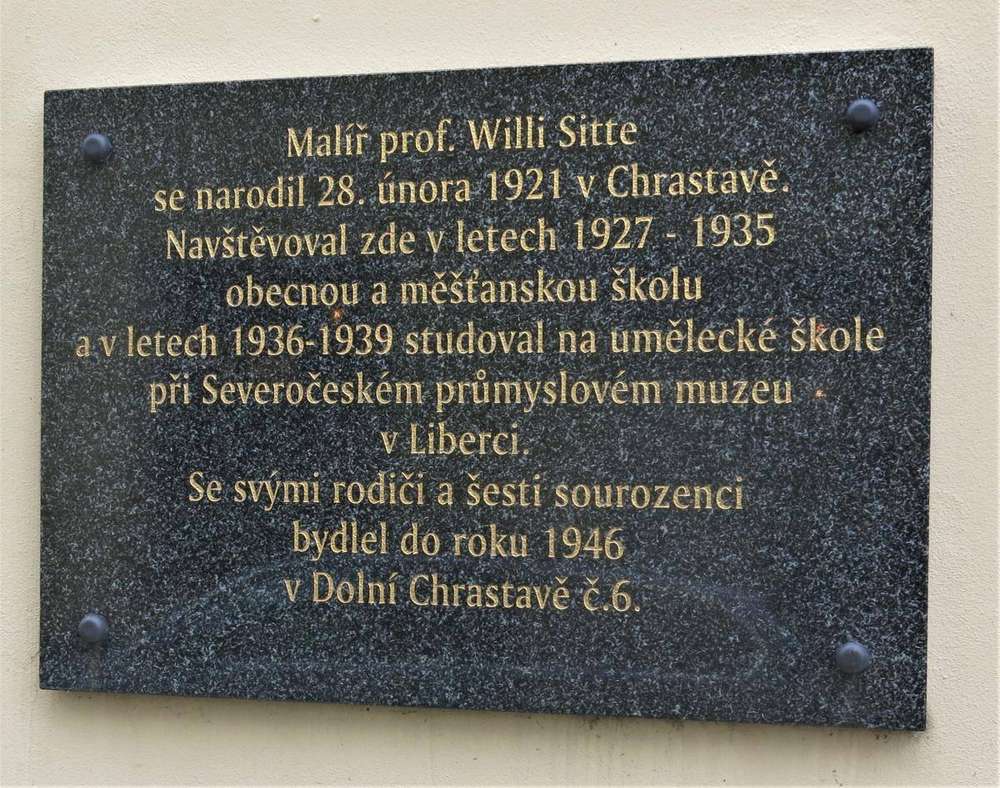 Malíř prof. Willi Sitte
se narodil 28. února 1921 v Chrastavě.
Navštěvoval zde v letech 1927 - 1935
obecnou a měšťanskou školu
a v letech 1936-1939 studoval na umělecké škole
při Severočeském průmyslovém muzeu
v Liberci.
Se svými rodiči a šesti sourozenci
bydlel do roku 1946
v Dolní Chrastavě č.6.